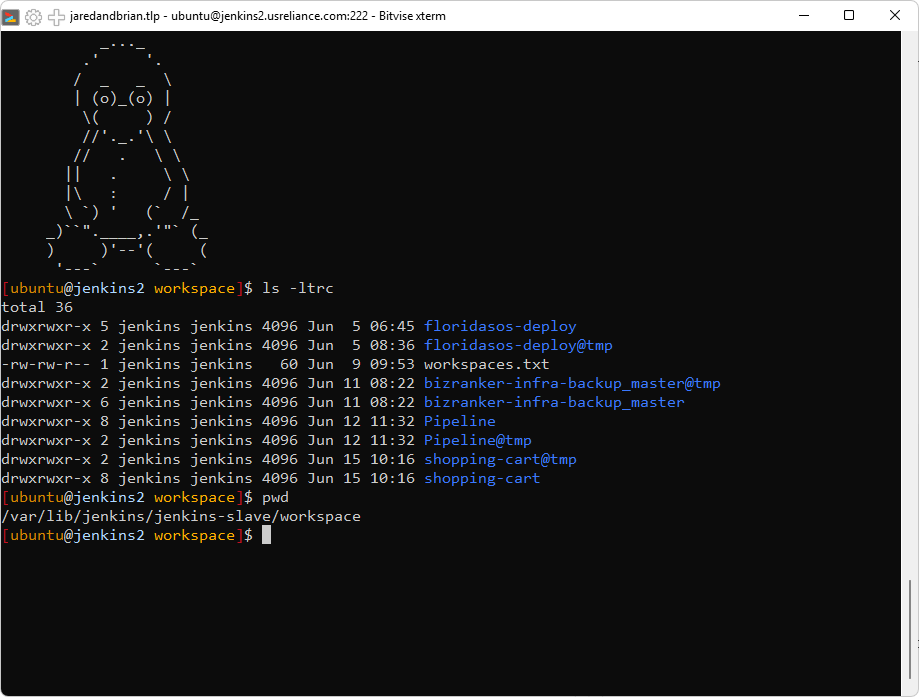 jaredandbrian.tlp - ubuntu@jenkins2.usreliance.com:222 - Bitvise xterm
           _..._
         .'     '.
        /  _   _  \
        | (o)_(o) |
         \(     ) /
         //'._.'\ \
        //   .   \ \
       ||   .     \ \
       |\   :     / |
       \ `) '   (`  /_
     _)``".____,.'"` (_
     )     )'--'(     (
      '---`      `---`
[ubuntu@jenkins2 workspace]$ ls -ltrc
total 36
drwxrwxr-x 5 jenkins jenkins 4096 Jun  5 06:45 floridasos-deploy
drwxrwxr-x 2 jenkins jenkins 4096 Jun  5 08:36 floridasos-deploy@tmp
-rw-rw-r-- 1 jenkins jenkins   60 Jun  9 09:53 workspaces.txt
drwxrwxr-x 2 jenkins jenkins 4096 Jun 11 08:22 bizranker-infra-backup_master@tmp
drwxrwxr-x 6 jenkins jenkins 4096 Jun 11 08:22 bizranker-infra-backup_master
drwxrwxr-x 8 jenkins jenkins 4096 Jun 12 11:32 Pipeline
drwxrwxr-x 2 jenkins jenkins 4096 Jun 12 11:32 Pipeline@tmp
drwxrwxr-x 2 jenkins jenkins 4096 Jun 15 10:16 shopping-cart@tmp
drwxrwxr-x 8 jenkins jenkins 4096 Jun 15 10:16 shopping-cart
[ubuntu@jenkins2 workspace]$ pwd
/var/lib/jenkins/jenkins-slave/workspace
[ubuntu@jenkins2 workspace]$